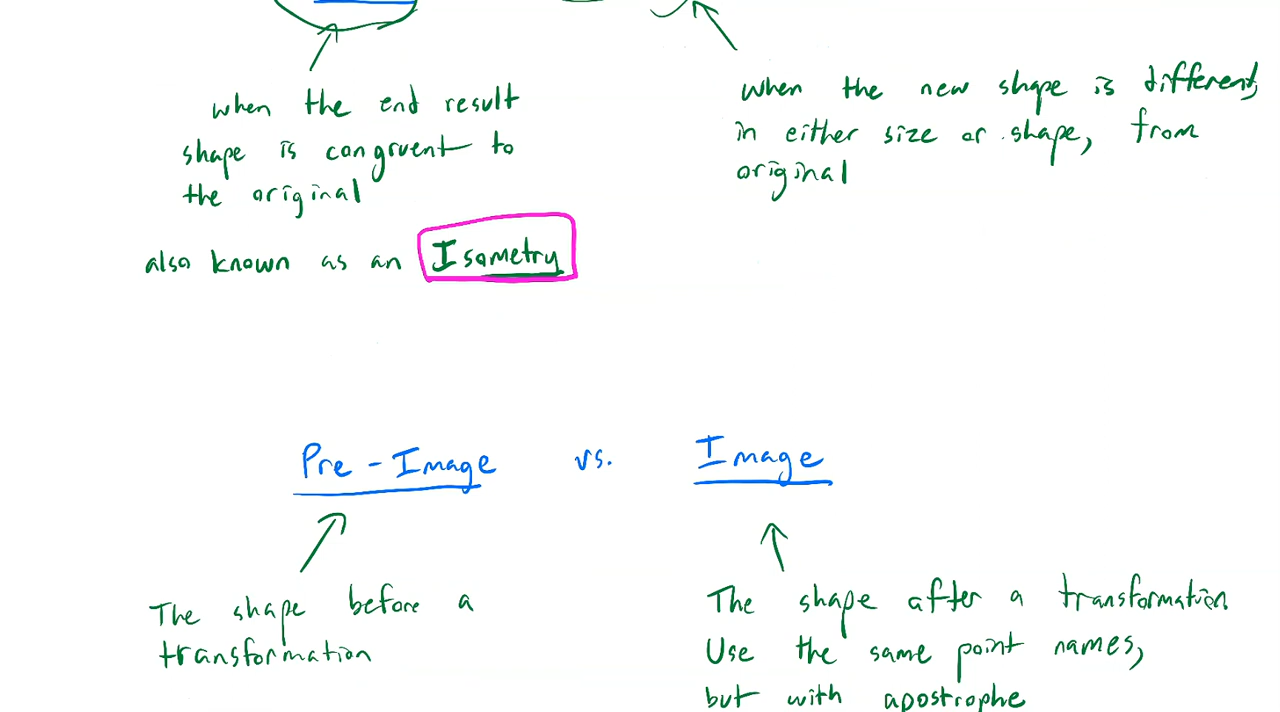 when the end result
shape is congruent to
the original
also known as an Isometry
when the new shape is different,
in either size or shape, from
original
Pre-Image vs. Image
The shape before a
transformation
The shape after a transformation.
Use the same point names,
but with apostrophe